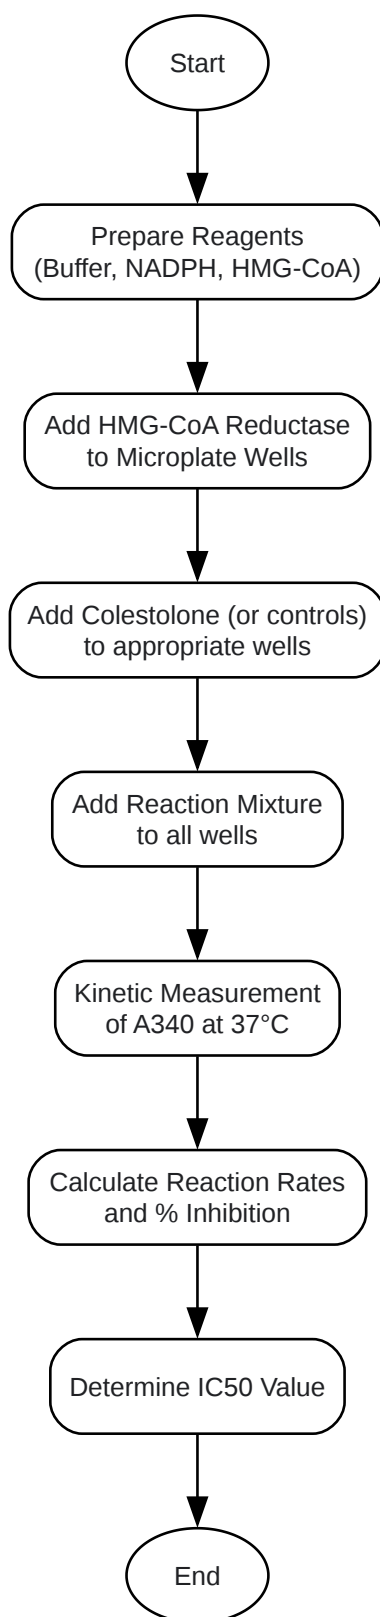 Start
Prepare Reagents
(Buffer, NADPH, HMG-CoA)
Add HMG-CoA Reductase
to Microplate Wells
Add Colestolone (or controls)
to appropriate wells
Add Reaction Mixture
to all wells
Kinetic Measurement
of A340 at 37°C
Calculate Reaction Rates
and % Inhibition
Determine IC50 Value
End